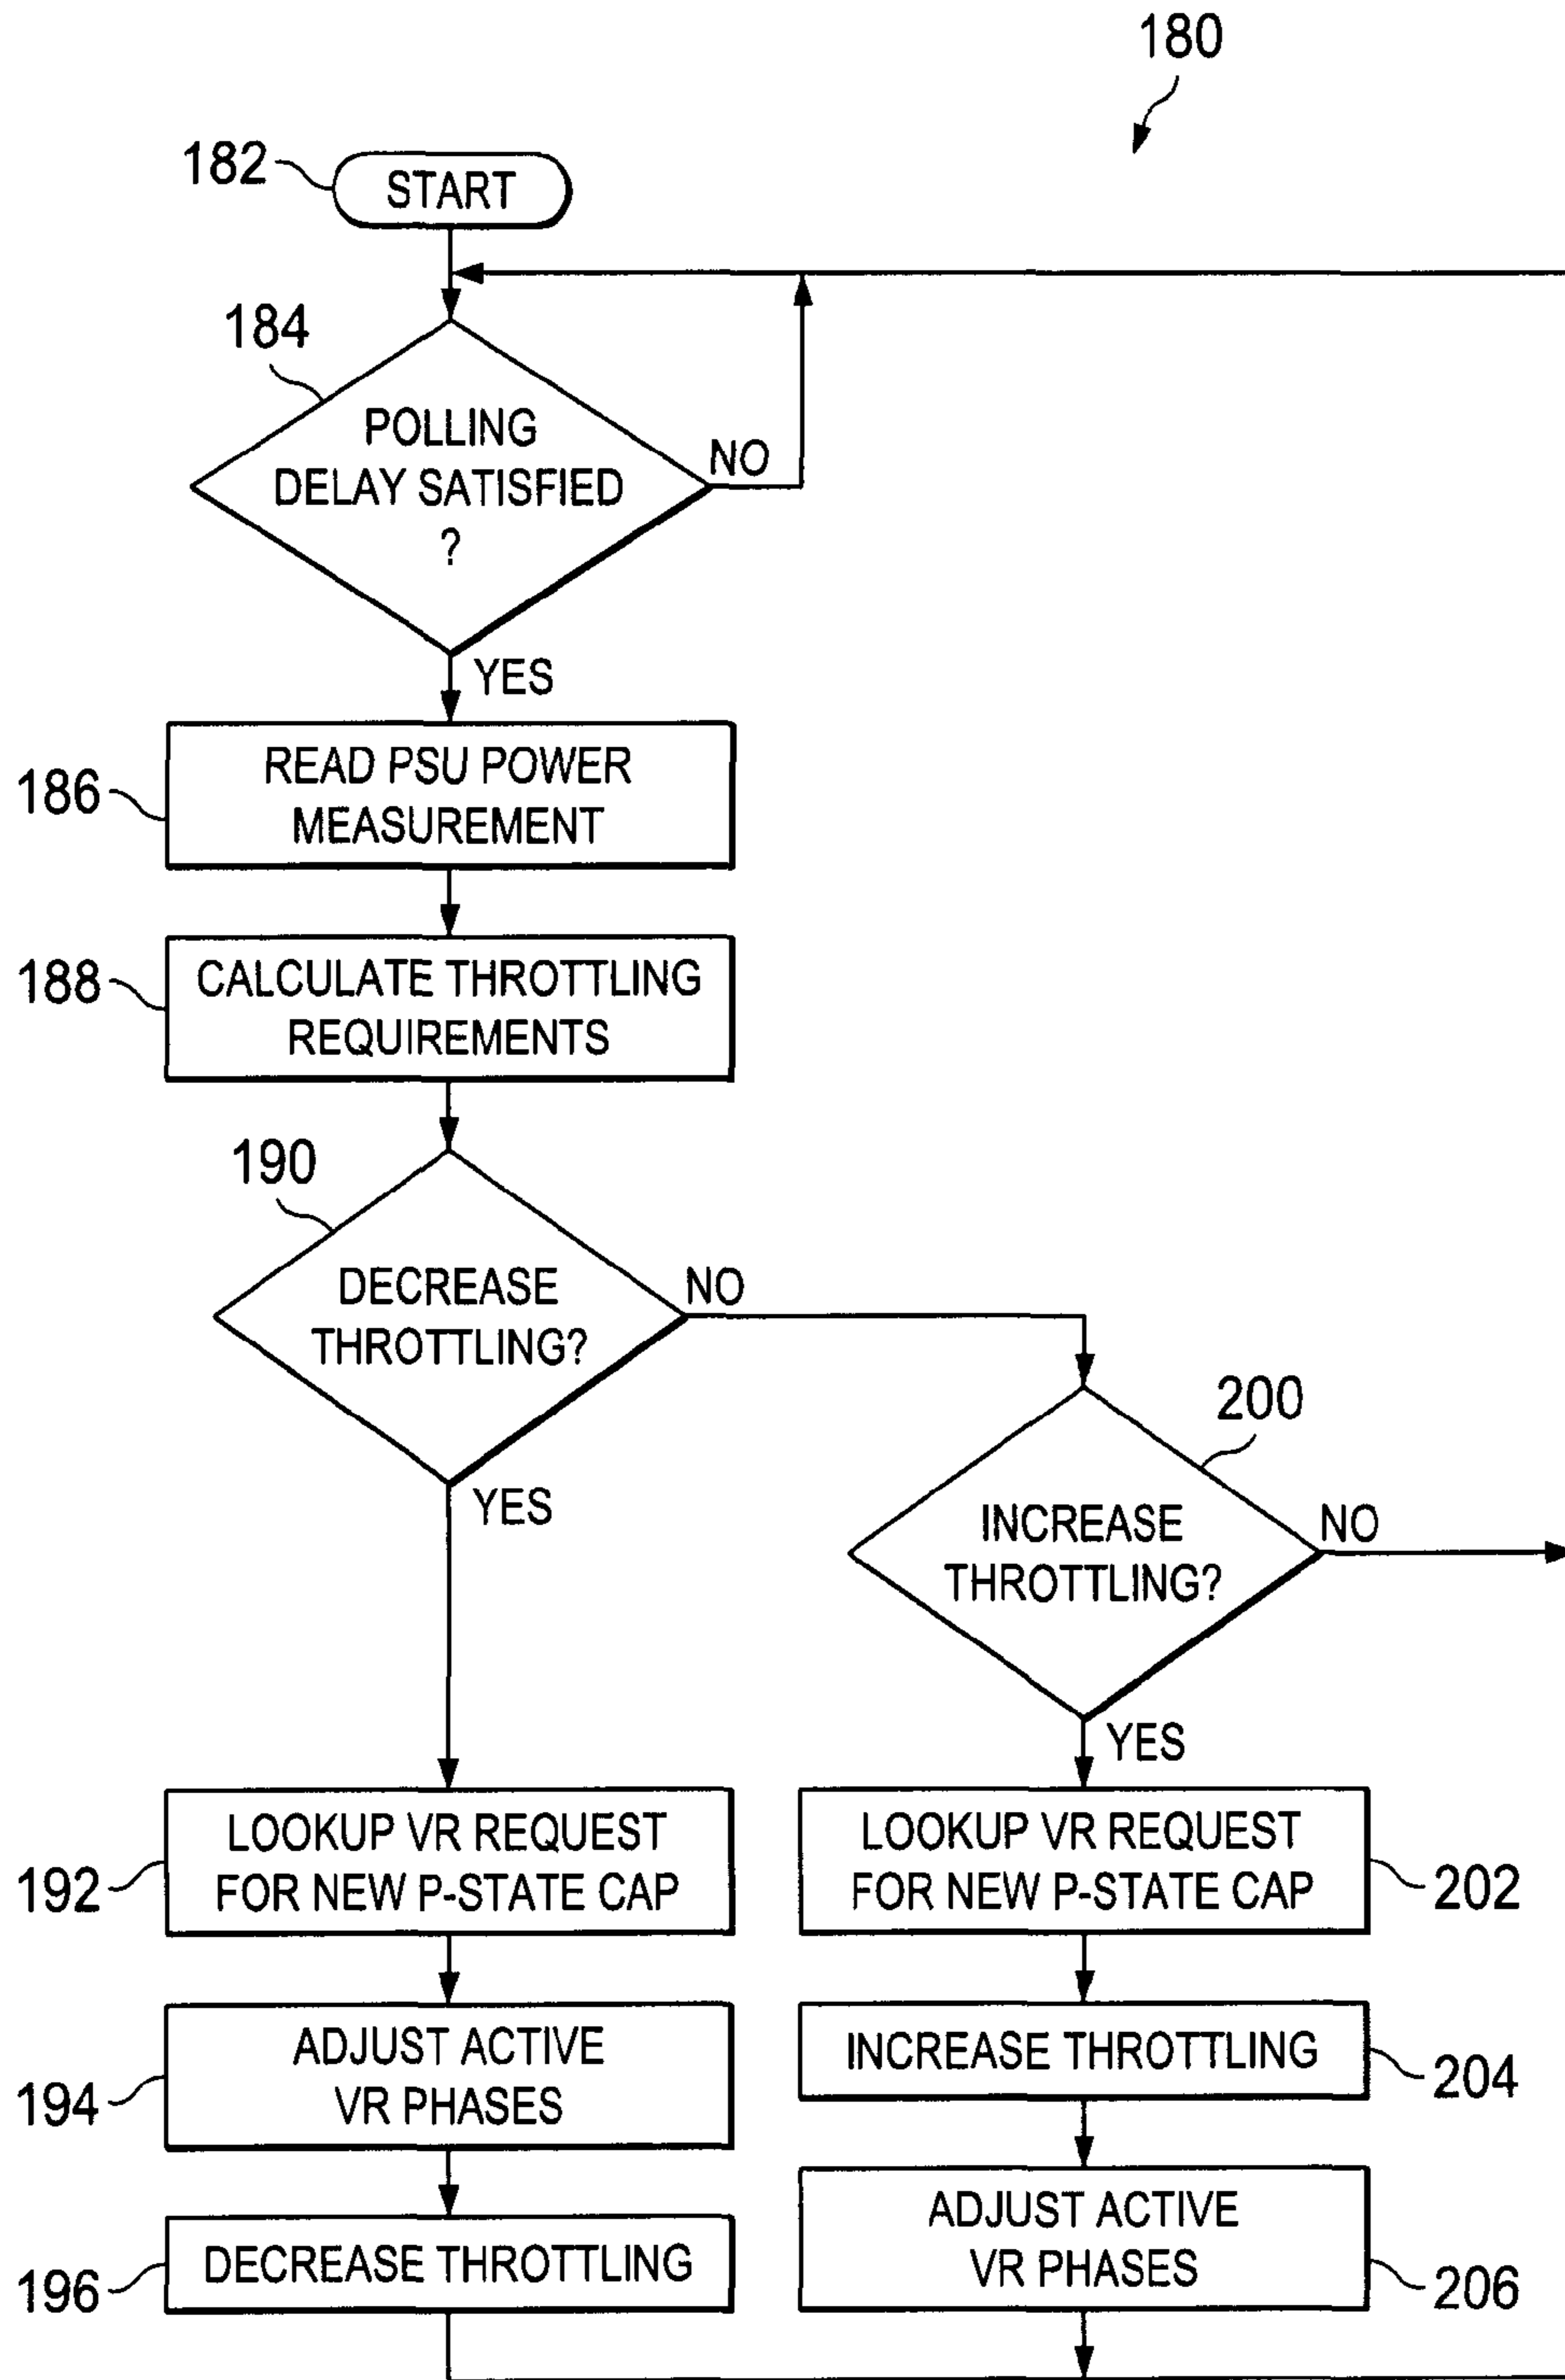 180
182
START
184
POLLING
DELAY SATISFIED
?
NO
YES
186
READ PSU POWER
MEASUREMENT
188
CALCULATE THROTTLING
REQUIREMENTS
190
DECREASE
THROTTLING?
NO
YES
200
INCREASE
THROTTLING?
NO
YES
192
LOOKUP VR REQUEST
FOR NEW P-STATE CAP
194
ADJUST ACTIVE
VR PHASES
196
DECREASE THROTTLING
LOOKUP VR REQUEST
FOR NEW P-STATE CAP
202
INCREASE THROTTLING
204
ADJUST ACTIVE
VR PHASES
206